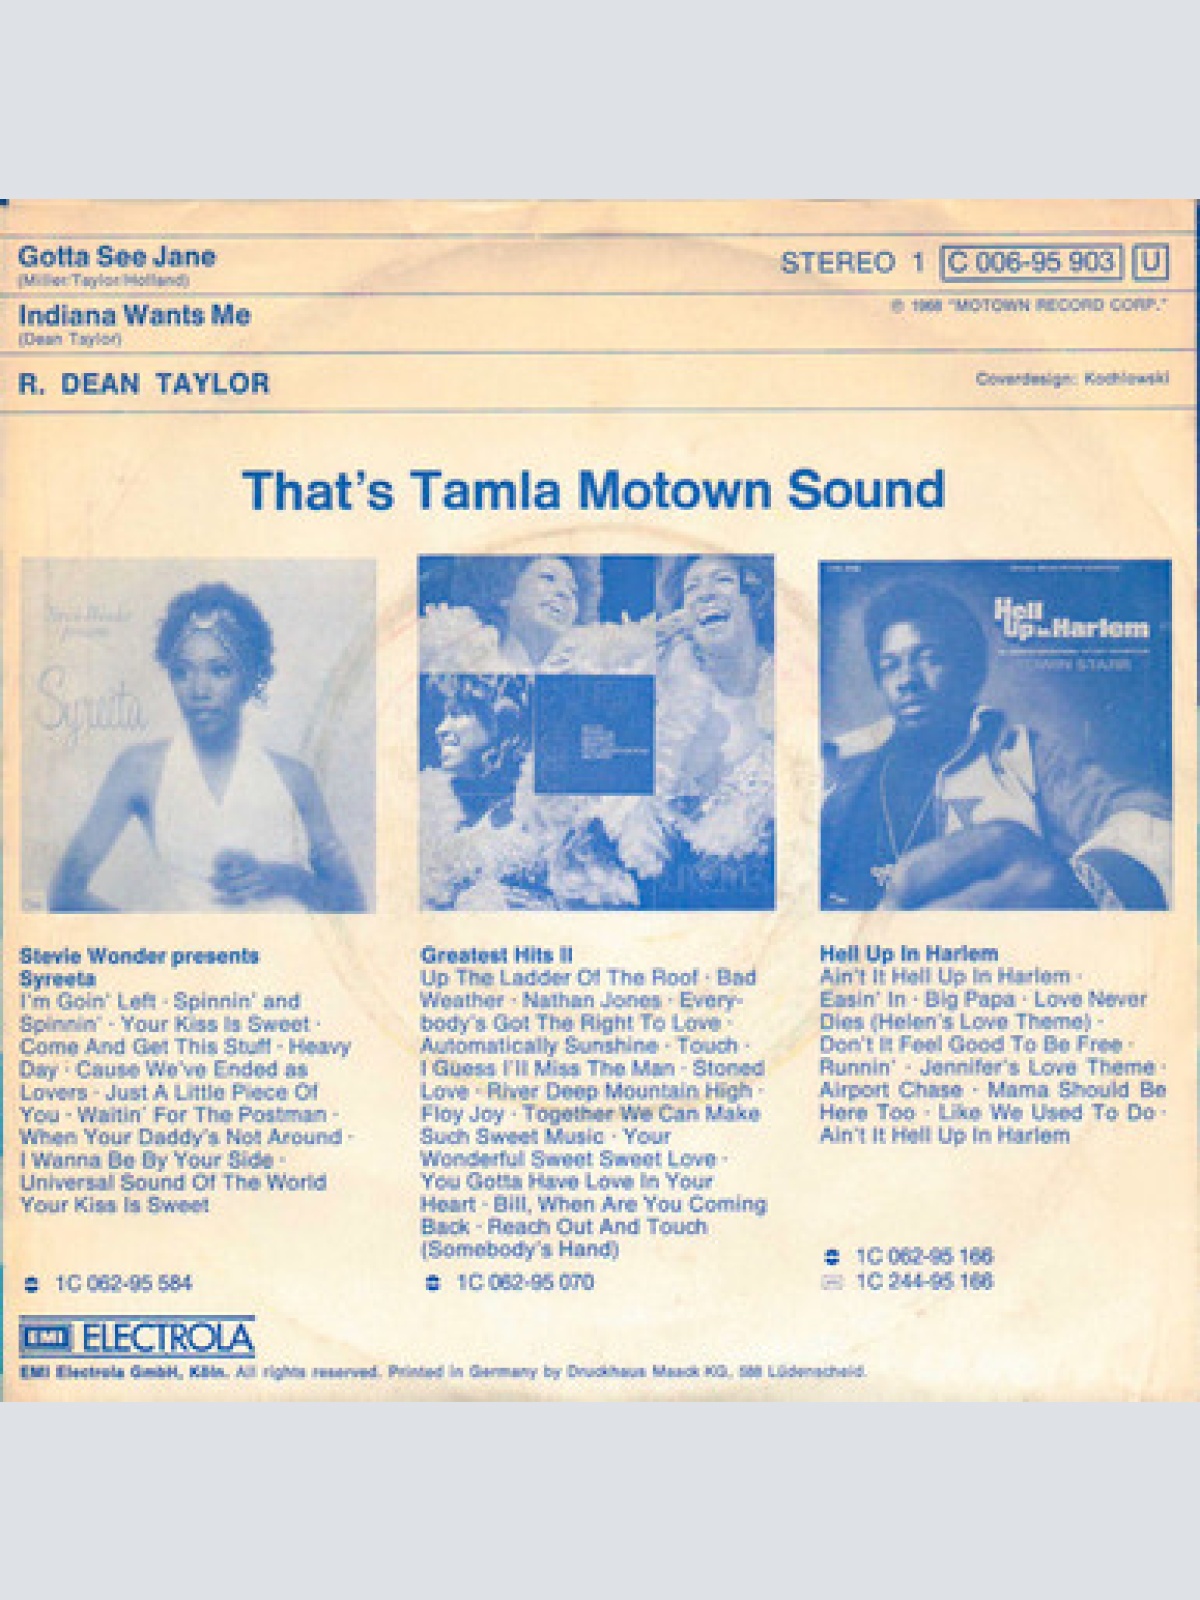 Gotta See Jane
(Miller/Taylor/Holland)
STEREO 1 C 006-95 903 U
Indiana Wants Me
(Dean Taylor)
℗ 1968 "MOTOWN RECORD CORP."
R. DEAN TAYLOR
Coverdesign: Kochlowski
That's Tamla Motown Sound
Stevie Wonder
presents
Syreeta
Hell
Up in Harlem
EDWIN STARR
Stevie Wonder presents
Syreeta
I'm Goin' Left · Spinnin' and
Spinnin' · Your Kiss Is Sweet ·
Come And Get This Stuff · Heavy
Day · Cause We've Ended as
Lovers · Just A Little Piece Of
You · Waitin' For The Postman ·
When Your Daddy's Not Around ·
I Wanna Be By Your Side ·
Universal Sound Of The World
Your Kiss Is Sweet
1C 062-95 584
Greatest Hits II
Up The Ladder Of The Roof · Bad
Weather · Nathan Jones · Every-
body's Got The Right To Love ·
Automatically Sunshine · Touch ·
I Guess I'll Miss The Man · Stoned
Love · River Deep Mountain High ·
Floy Joy · Together We Can Make
Such Sweet Music · Your
Wonderful Sweet Sweet Love ·
You Gotta Have Love In Your
Heart · Bill, When Are You Coming
Back · Reach Out And Touch
(Somebody's Hand)
1C 062-95 070
Hell Up In Harlem
Ain't It Hell Up In Harlem ·
Easin' In · Big Papa · Love Never
Dies (Helen's Love Theme) ·
Don't It Feel Good To Be Free ·
Runnin' · Jennifer's Love Theme ·
Airport Chase · Mama Should Be
Here Too · Like We Used To Do ·
Ain't It Hell Up In Harlem
1C 062-95 166
1C 244-95 166
EMI ELECTROLA
EMI Electrola GmbH, Köln. All rights reserved. Printed in Germany by Druckhaus Maack KG, 588 Lüdenscheid.